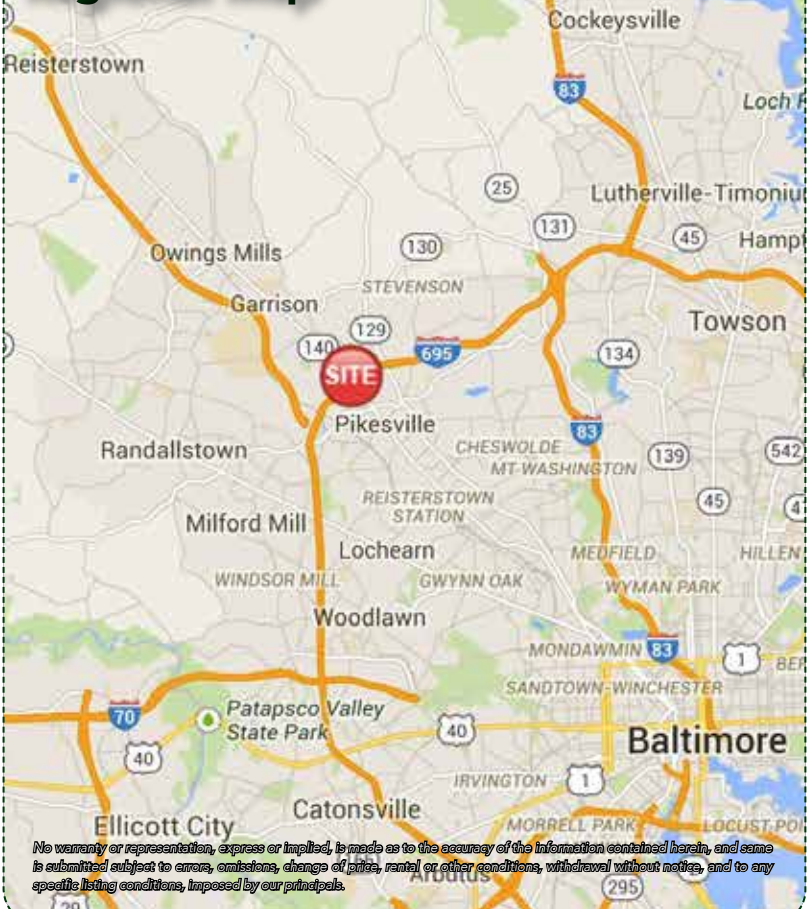 Cockeysville
Reisterstown
83
Loch
25
Lutherville-Timoniu
131
45
130
Hamp
Owings Mills
STEVENSON
Garrison
129
Towson
140
695
134
SITE
Pikesville
83
CHESWOLDE
139
542
Randallstown
MT WASHINGTON
REISTERSTOWN
STATION
45
4
Milford Mill
Lochearn
MEDFIELD
HILLEN
WINDSOR MILL
GWYNN OAK
WYMAN PARK
Woodlawn
MONDAWMIN
83
1
BER
SANDTOWN-WINCHESTER
70
Patapsco Valley
State Park
40
40
Baltimore
IRVINGTON
1
Catonsville
Ellicott City
MORRELL PARK
LOCUST POI
No warranty or representation, express or implied, is made as to the accuracy of the information contained herein, and same
is submitted subject to errors, omissions, change of price, rental or other conditions, withdrawal without notice, and to any
specific listing conditions, imposed by our principals.
166
Arbutus
295
29